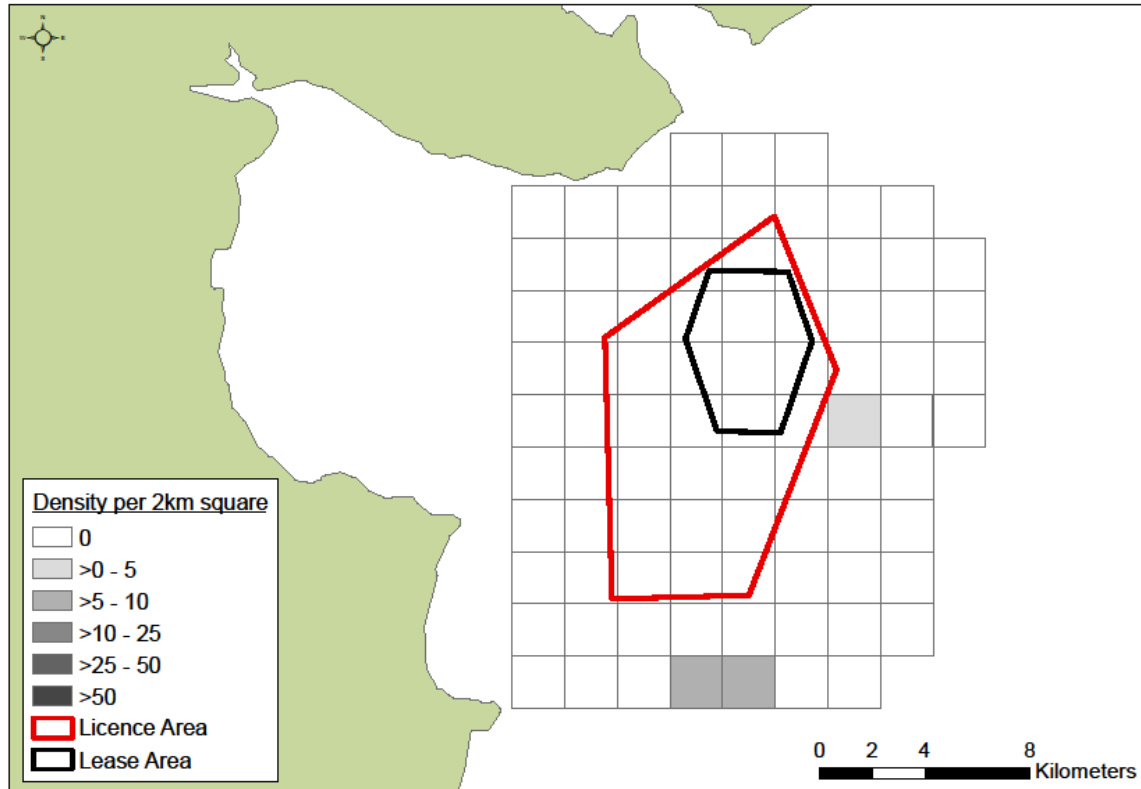 N
W E
S
Density per 2km square
0
>0 - 5
>5 - 10
>10 - 25
>25 - 50
>50
Licence Area
Lease Area
0 2 4 8
Kilometers